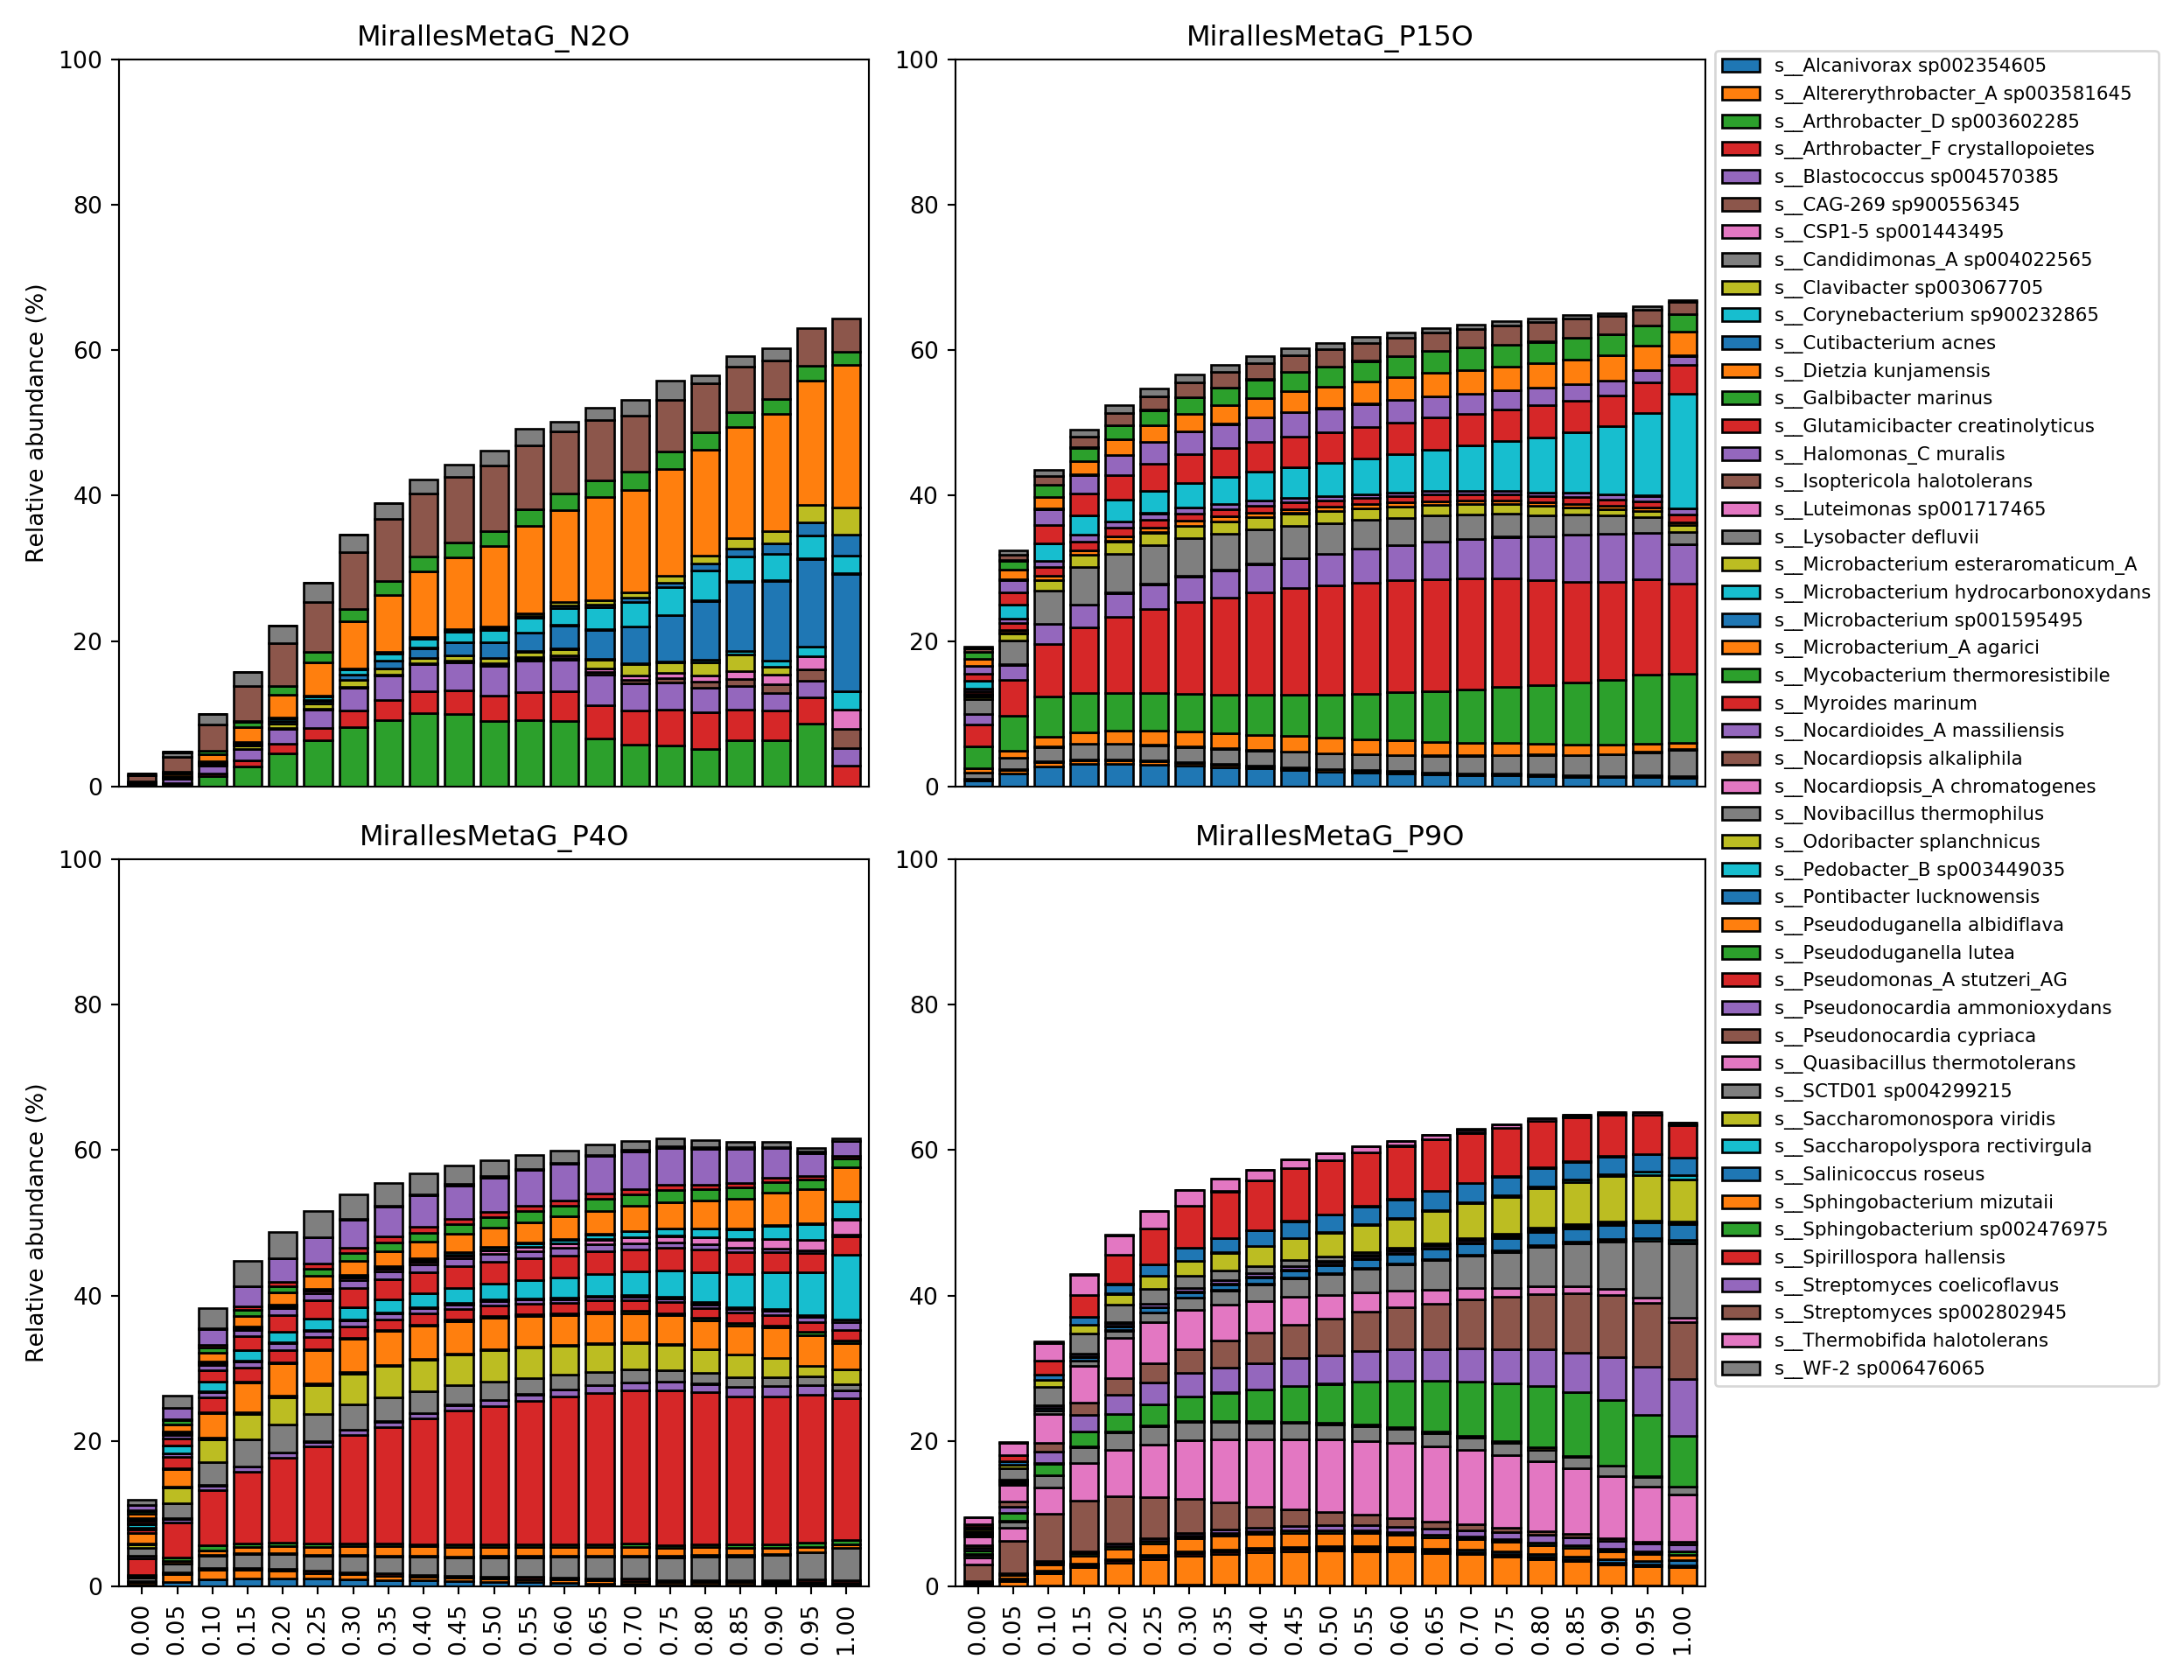 MirallesMetaG_N2O
MirallesMetaG_P15O
100
80
60
40
20
0
Relative abundance (%)
100
80
60
40
20
0
MirallesMetaG_P4O
MirallesMetaG_P9O
100
80
60
40
20
0
Relative abundance (%)
100
80
60
40
20
0
0.00 0.05 0.10 0.15 0.20 0.25 0.30 0.35 0.40 0.45 0.50 0.55 0.60 0.65 0.70 0.75 0.80 0.85 0.90 0.95 1.00
0.00 0.05 0.10 0.15 0.20 0.25 0.30 0.35 0.40 0.45 0.50 0.55 0.60 0.65 0.70 0.75 0.80 0.85 0.90 0.95 1.00
s__Alcanivorax sp002354605
s__Altererythrobacter_A sp003581645
s__Arthrobacter_D sp003602285
s__Arthrobacter_F crystallopoietes
s__Blastococcus sp004570385
s__CAG-269 sp900556345
s__CSP1-5 sp001443495
s__Candidimonas_A sp004022565
s__Clavibacter sp003067705
s__Corynebacterium sp900232865
s__Cutibacterium acnes
s__Dietzia kunjamensis
s__Galbibacter marinus
s__Glutamicibacter creatinolyticus
s__Halomonas_C muralis
s__Isoptericola halotolerans
s__Luteimonas sp001717465
s__Lysobacter defluvii
s__Microbacterium esteraromaticum_A
s__Microbacterium hydrocarbonoxydans
s__Microbacterium sp001595495
s__Microbacterium_A agarici
s__Mycobacterium thermoresistibile
s__Myroides marinum
s__Nocardioides_A massiliensis
s__Nocardiopsis alkaliphila
s__Nocardiopsis_A chromatogenes
s__Novibacillus thermophilus
s__Odoribacter splanchnicus
s__Pedobacter_B sp003449035
s__Pontibacter lucknowensis
s__Pseudoduganella albidiflava
s__Pseudoduganella lutea
s__Pseudomonas_A stutzeri_AG
s__Pseudonocardia ammonioxydans
s__Pseudonocardia cypriaca
s__Quasibacillus thermotolerans
s__SCTD01 sp004299215
s__Saccharomonospora viridis
s__Saccharopolyspora rectivirgula
s__Salinicoccus roseus
s__Sphingobacterium mizutaii
s__Sphingobacterium sp002476975
s__Spirillospora hallensis
s__Streptomyces coelicoflavus
s__Streptomyces sp002802945
s__Thermobifida halotolerans
s__WF-2 sp006476065